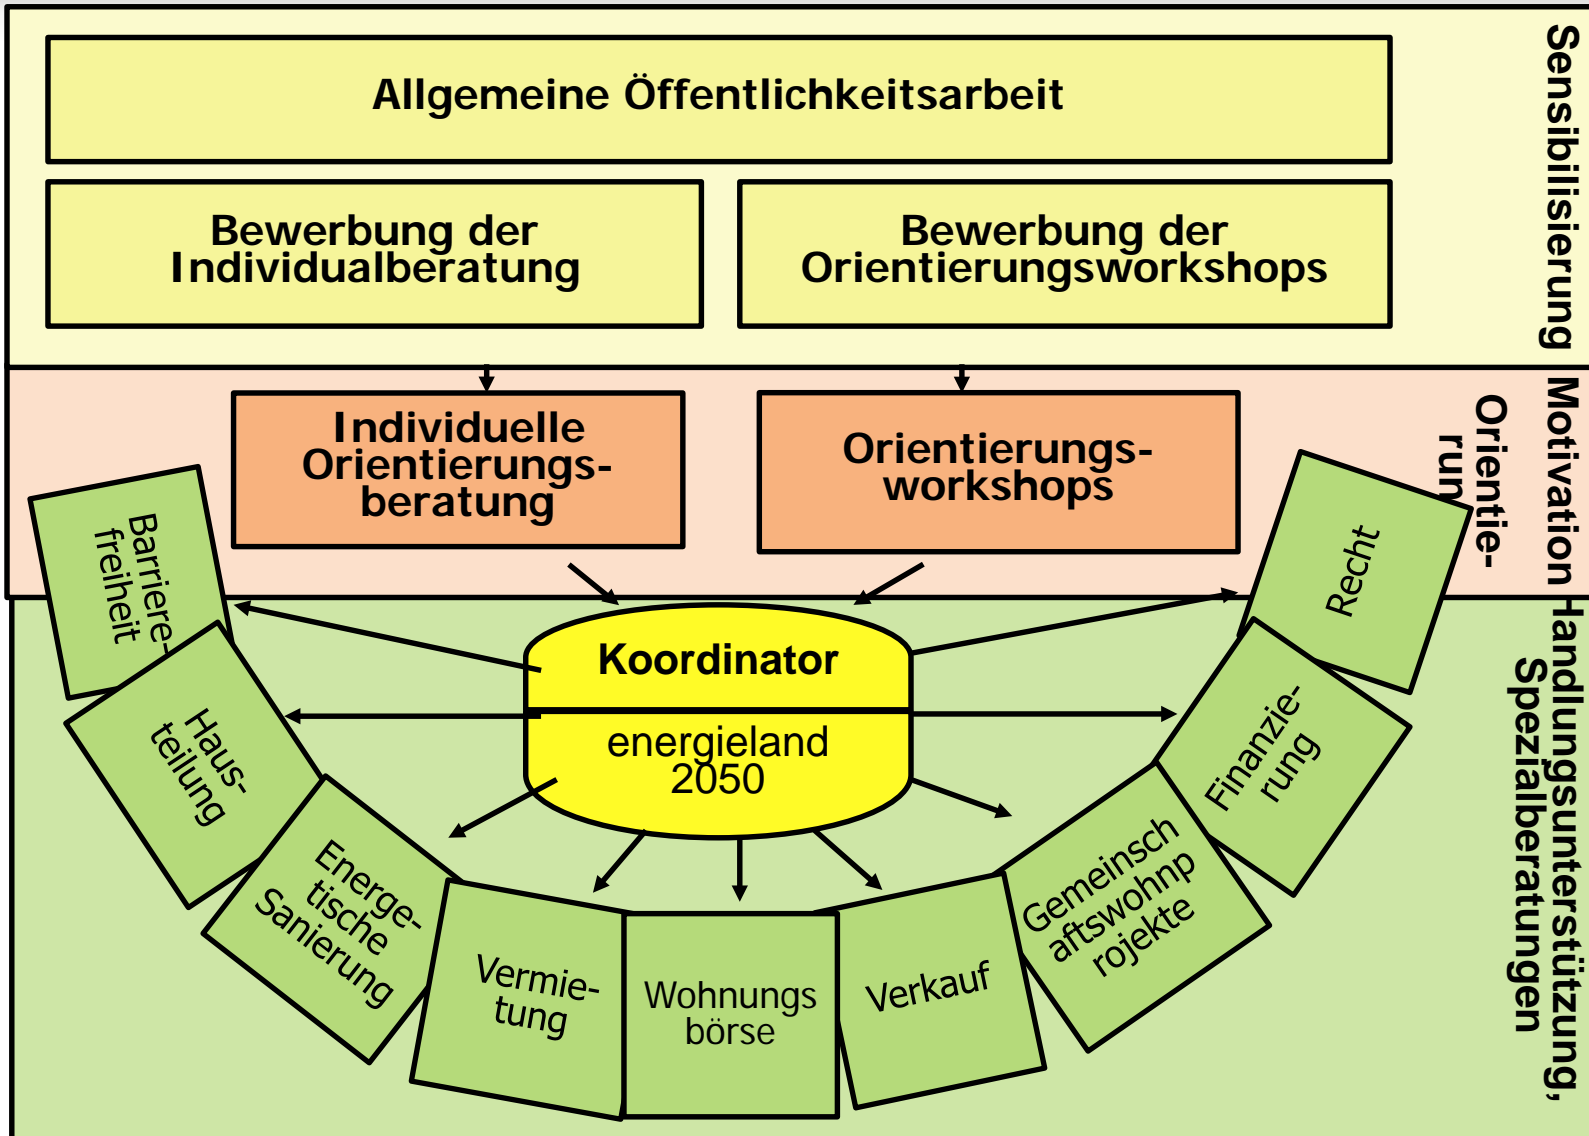 Allgemeine Öffentlichkeitsarbeit
Bewerbung der
Individualberatung
Bewerbung der
Orientierungsworkshops
Sensibilisierung
Individuelle
Orientierungs-
beratung
Orientierungs-
workshops
Motivation
Orientie-
run
Koordinator
energieland
2050
Barriere-
freiheit
Haus-
teilung
Energe-
tische
Sanierung
Vermie-
tung
Wohnungs
börse
Verkauf
Gemeinsch
aftswohnp
rojekte
Finanzie-
rung
Recht
Handlungsunterstützung,
Spezialberatungen